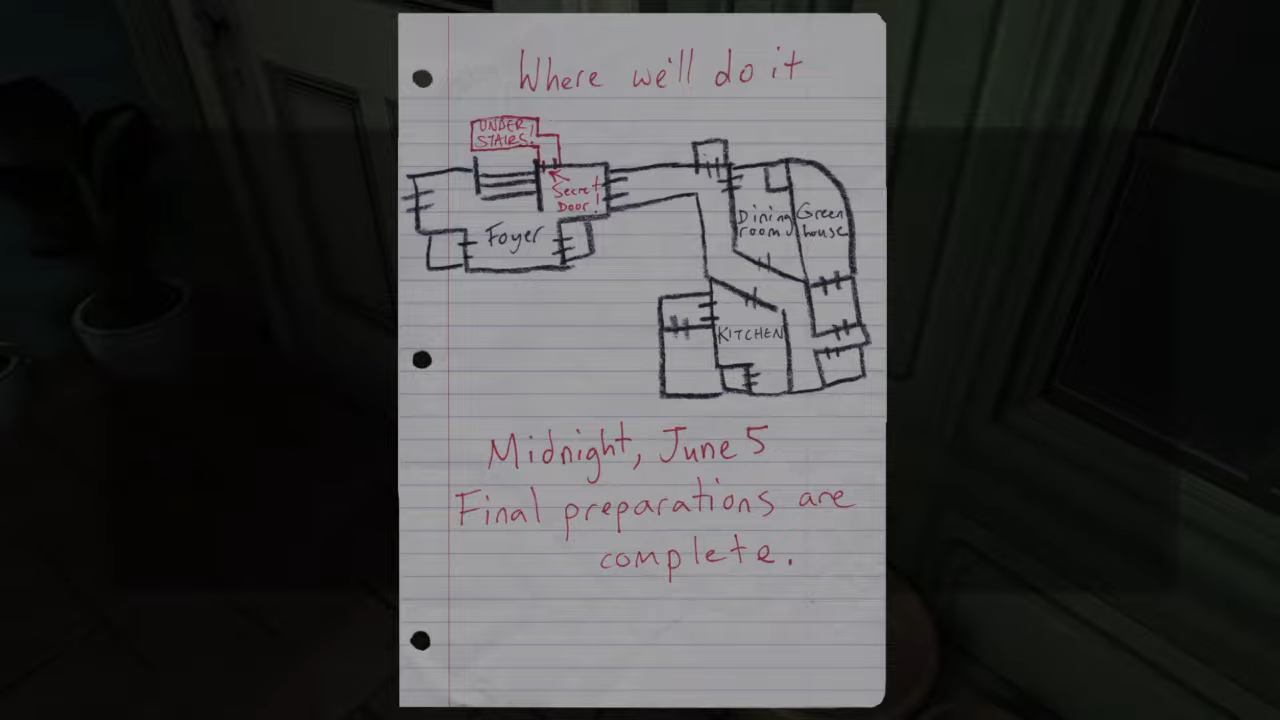 Where we'll do it
UNDER
STAIRS!
Secret
Door!
Foyer
Dining
room
Green
house
KITCHEN
Midnight, June 5
Final preparations are
complete.